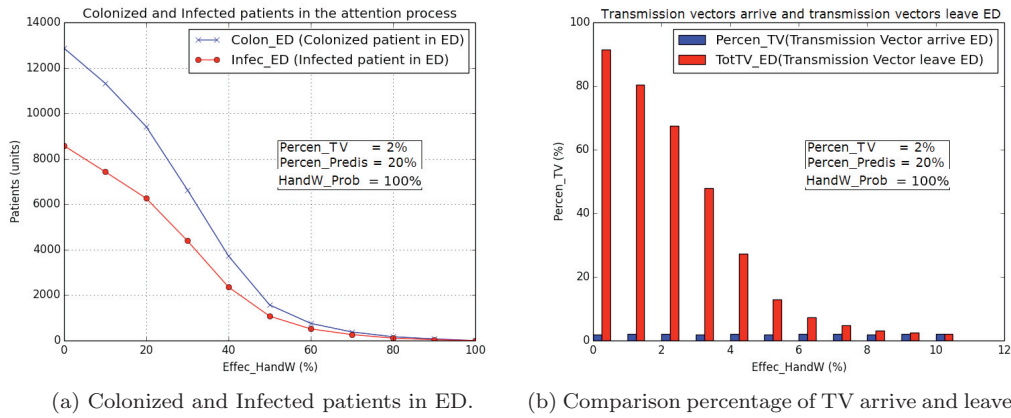 Colonized and Infected patients in the attention process
Patients (units)
14000
12000
10000
8000
6000
4000
2000
0
Colon_ED (Colonized patient in ED)
Infec_ED (Infected patient in ED)
Percen_TV = 2%
Percen_Predis = 20%
HandW_Prob = 100%
0 20 40 60 80 100
Effec_HandW (%)
(a) Colonized and Infected patients in ED.
Transmission vectors arrive and transmission vectors leave ED
Percen_TV (%)
100
80
60
40
20
0
Percen_TV(Transmission Vector arrive ED)
TotTV_ED(Transmission Vector leave ED)
Percen_TV = 2%
Percen_Predis = 20%
HandW_Prob = 100%
0 2 4 6 8 10 12
Effec_HandW (%)
(b) Comparison percentage of TV arrive and leave